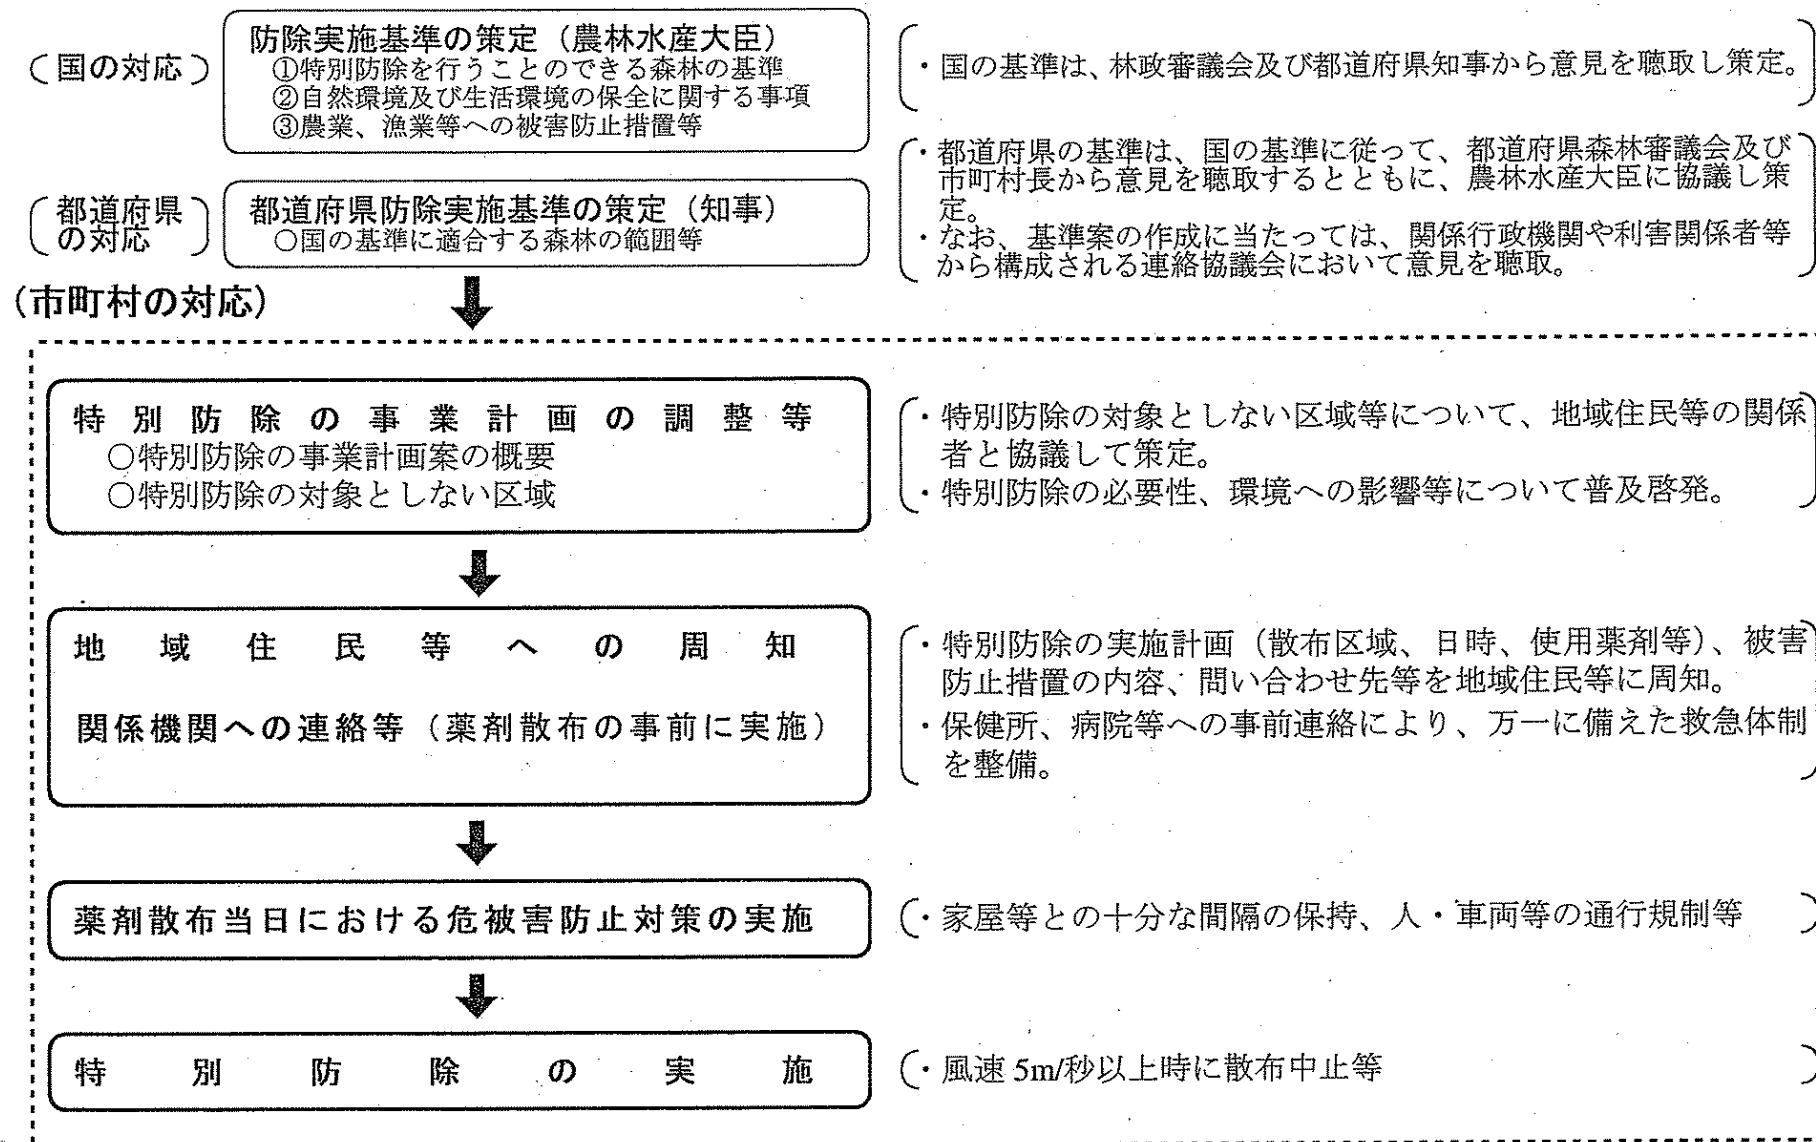 (国の対応)
防除実施基準の策定(農林水産大臣)
①特別防除を行うことのできる森林の基準
②自然環境及び生活環境の保全に関する事項
③農業、漁業等への被害防止措置等
・国の基準は、林政審議会及び都道府県知事から意見を聴取し策定。
都道府県
の対応
都道府県防除実施基準の策定(知事)
○国の基準に適合する森林の範囲等
・都道府県の基準は、国の基準に従って、都道府県森林審議会及び
市町村長から意見を聴取するとともに、農林水産大臣に協議し策
定。
・なお、基準案の作成に当たっては、関係行政機関や利害関係者等
から構成される連絡協議会において意見を聴取。
(市町村の対応)
特別防除の事業計画の調整等
○特別防除の事業計画案の概要
○特別防除の対象としない区域
・特別防除の対象としない区域等について、地域住民等の関係
者と協議して策定。
・特別防除の必要性、環境への影響等について普及啓発。
地域住民等への周知
関係機関への連絡等(薬剤散布の事前に実施)
・特別防除の実施計画(散布区域、日時、使用薬剤等)、被害
防止措置の内容、問い合わせ先等を地域住民等に周知。
・保健所、病院等への事前連絡により、万一に備えた救急体制
を整備。
薬剤散布当日における危被害防止対策の実施
・家屋等との十分な間隔の保持、人・車両等の通行規制等
特別防除の実施
・風速 5m/秒以上時に散布中止等